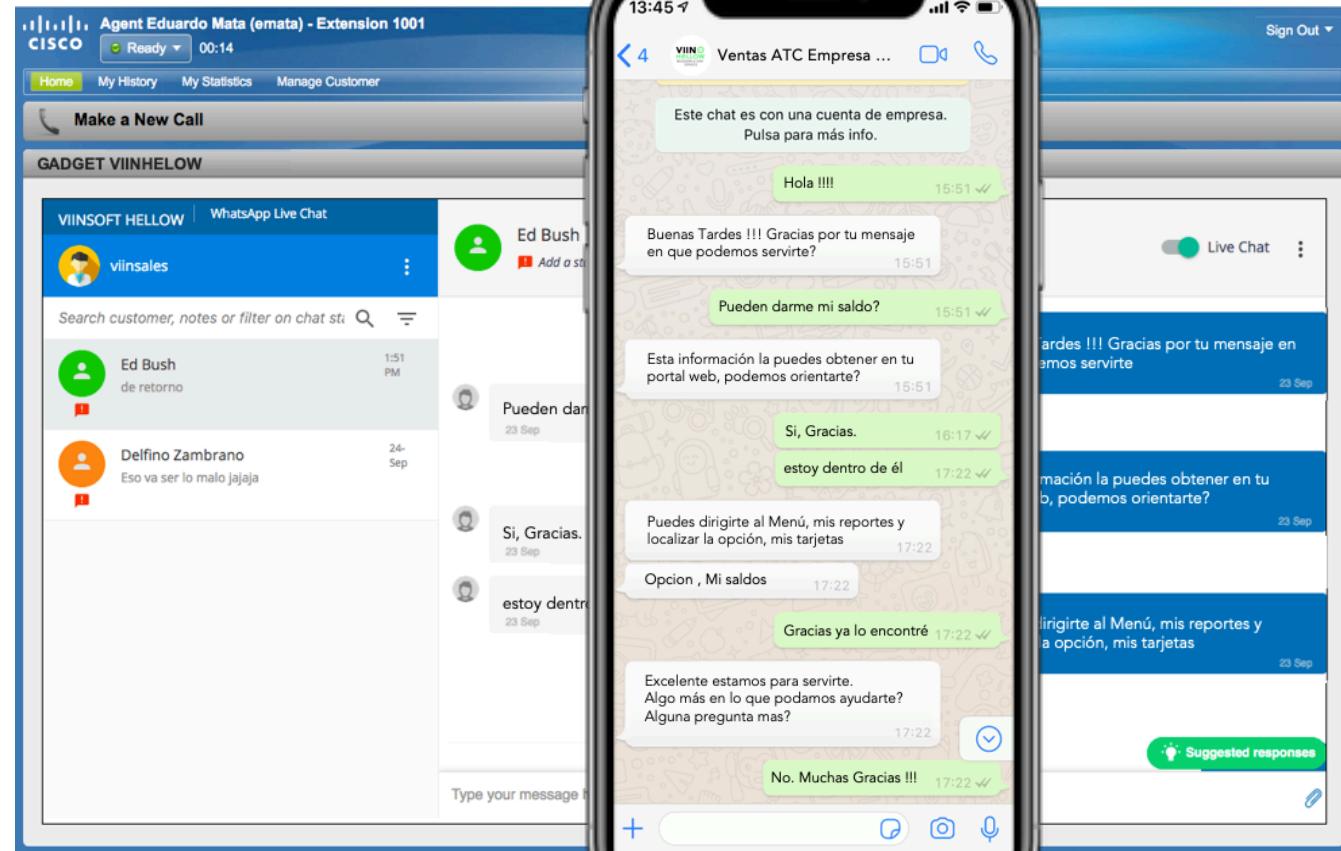 Agent Eduardo Mata (emata) - Extension 1001
CISCO
Ready
00:14
Sign Out
Home
My History
My Statistics
Manage Customer
Make a New Call
GADGET VIINHELOW
VIINSOFT HELLOW
WhatsApp Live Chat
viinsales
Search customer, notes or filter on chat
Ed Bush
1:51
PM
de retorno
Delfino Zambrano
24-
Sep
Eso va ser lo malo jajaja
Ed Bush
Add a
Pueden
23 Sep
Si, Gracias.
23 Sep
estoy
23 Sep
Type your message
13:45
4
VIIN
HELLOW
Ventas ATC Empresa ...
Este chat es con una cuenta de empresa.
Pulsa para más info.
Hola !!!!
15:51
Buenas Tardes !!! Gracias por tu mensaje
en que podemos servirte?
15:51
Pueden darme mi saldo?
15:51
Esta información la puedes obtener en tu
portal web, podemos orientarte?
15:51
Si, Gracias.
16:17
estoy dentro de él
17:22
Puedes dirigirte al Menú, mis reportes y
localizar la opción, mis tarjetas
17:22
Opcion , Mi saldos
17:22
Gracias ya lo encontré
17:22
Excelente estamos para servirte.
Algo más en lo que podamos ayudarte?
Alguna pregunta mas?
17:22
No. Muchas Gracias !!!
17:22
Live Chat
!!! Gracias por tu mensaje en
servirte
23 Sep
la puedes obtener en tu
podemos orientarte?
23 Sep
al Menú, mis reportes y
opción, mis tarjetas
23 Sep
Suggested responses